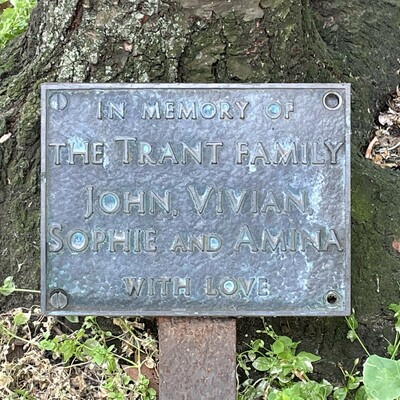 IN MEMORY OF
THE TRANT FAMILY
JOHN, VIVIAN,
SOPHIE AND AMINA
WITH LOVE